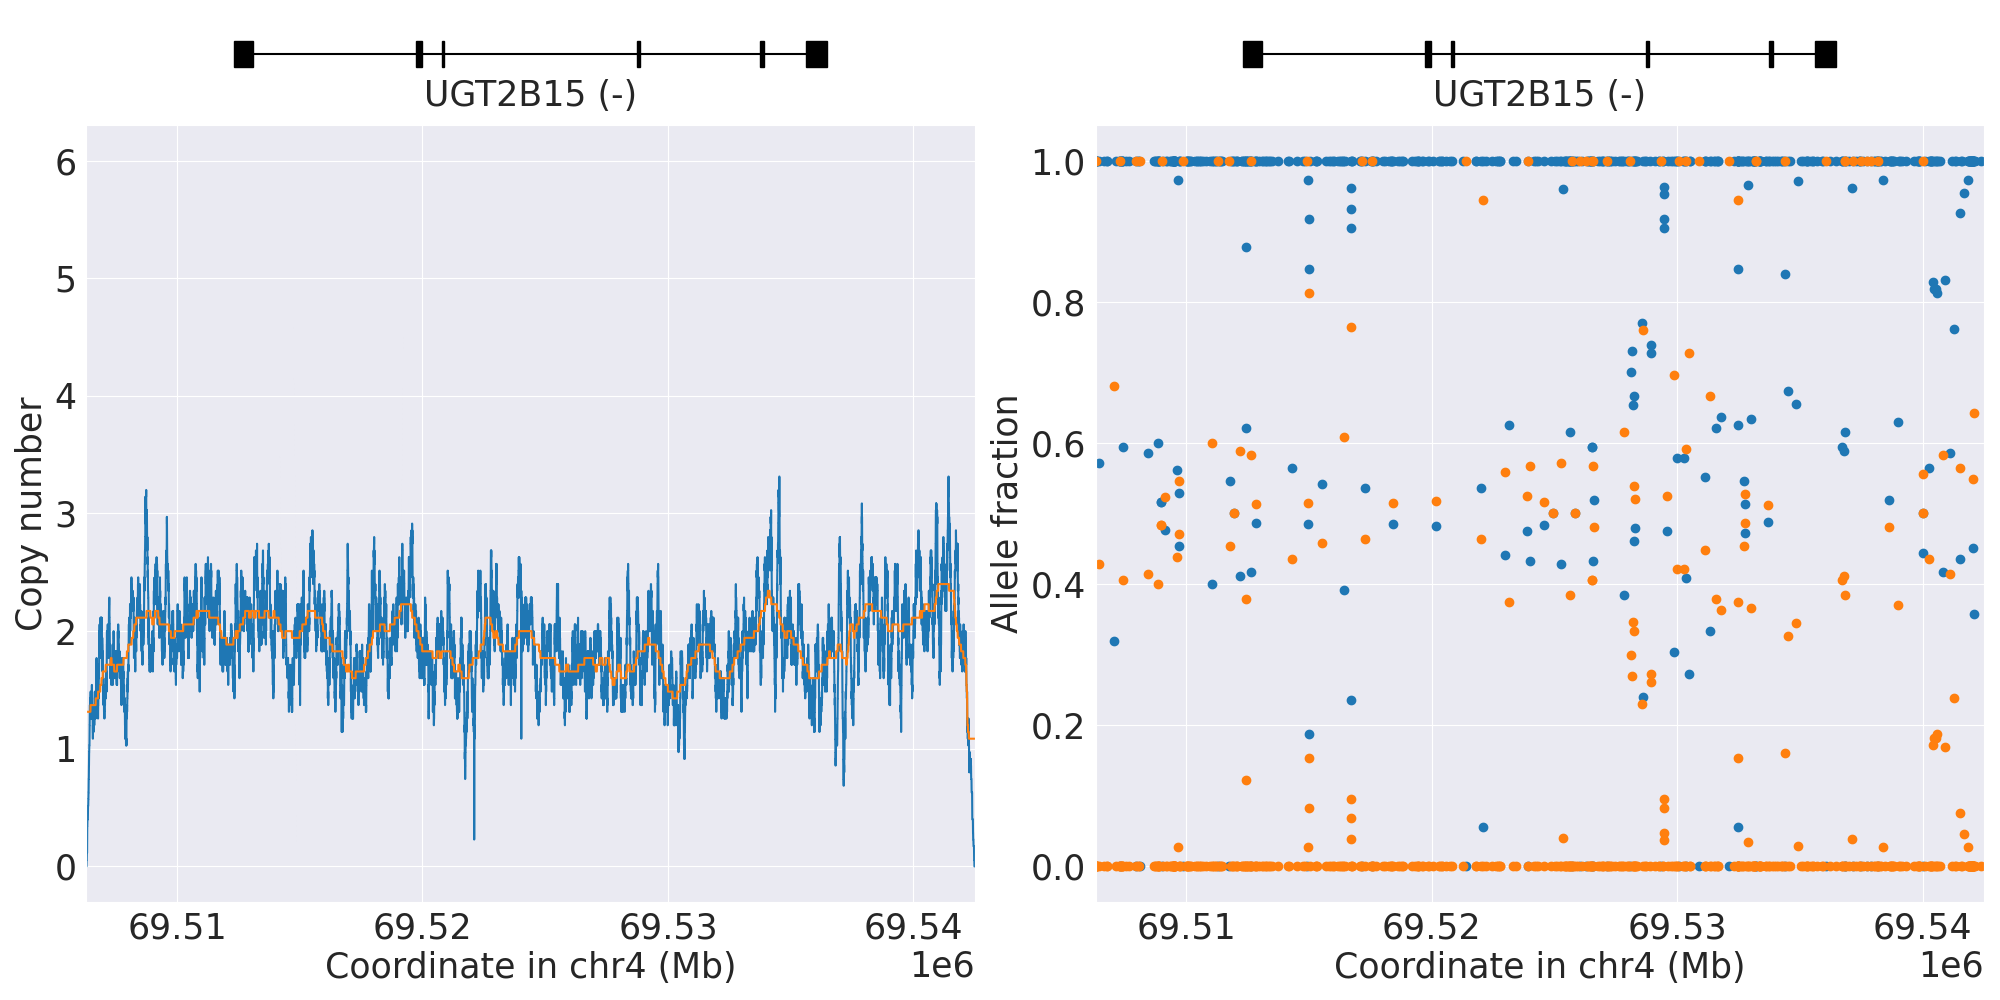 UGT2B15 (-)
6
5
4
3
2
1
0
Copy number
69.51 69.52 69.53 69.54
Coordinate in chr4 (Mb)
1e6
UGT2B15 (-)
1.0
0.8
0.6
0.4
0.2
0.0
Allele fraction
69.51 69.52 69.53 69.54
Coordinate in chr4 (Mb)
1e6